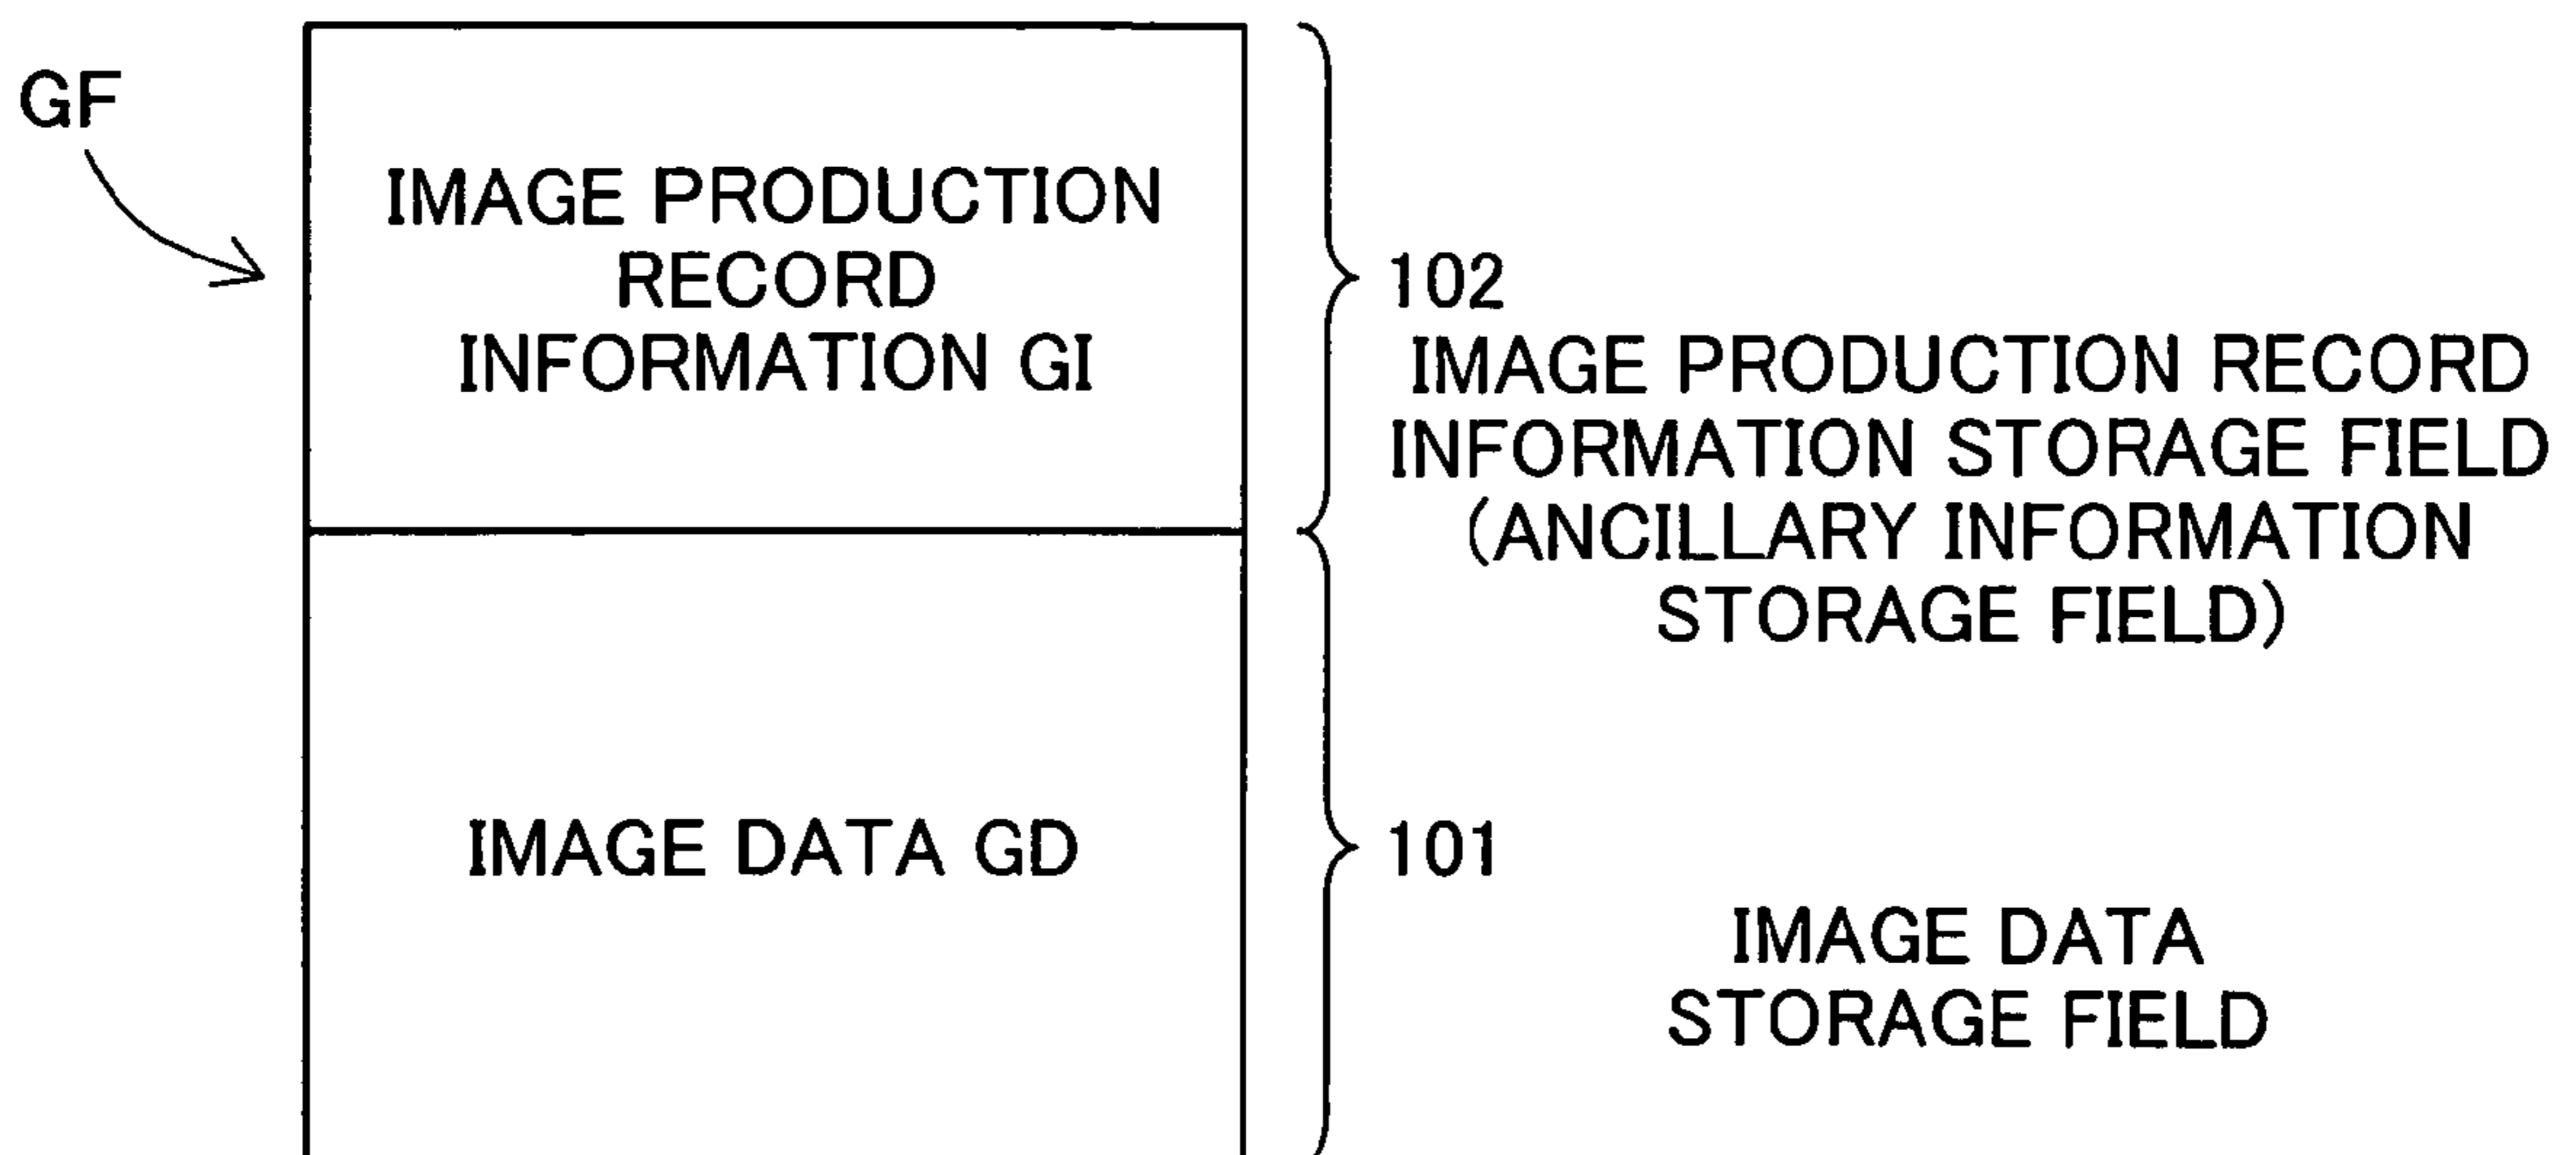 GF
IMAGE PRODUCTION
RECORD
INFORMATION GI
102
IMAGE PRODUCTION RECORD
INFORMATION STORAGE FIELD
(ANCILLARY INFORMATION
STORAGE FIELD)
IMAGE DATA GD
101
IMAGE DATA
STORAGE FIELD